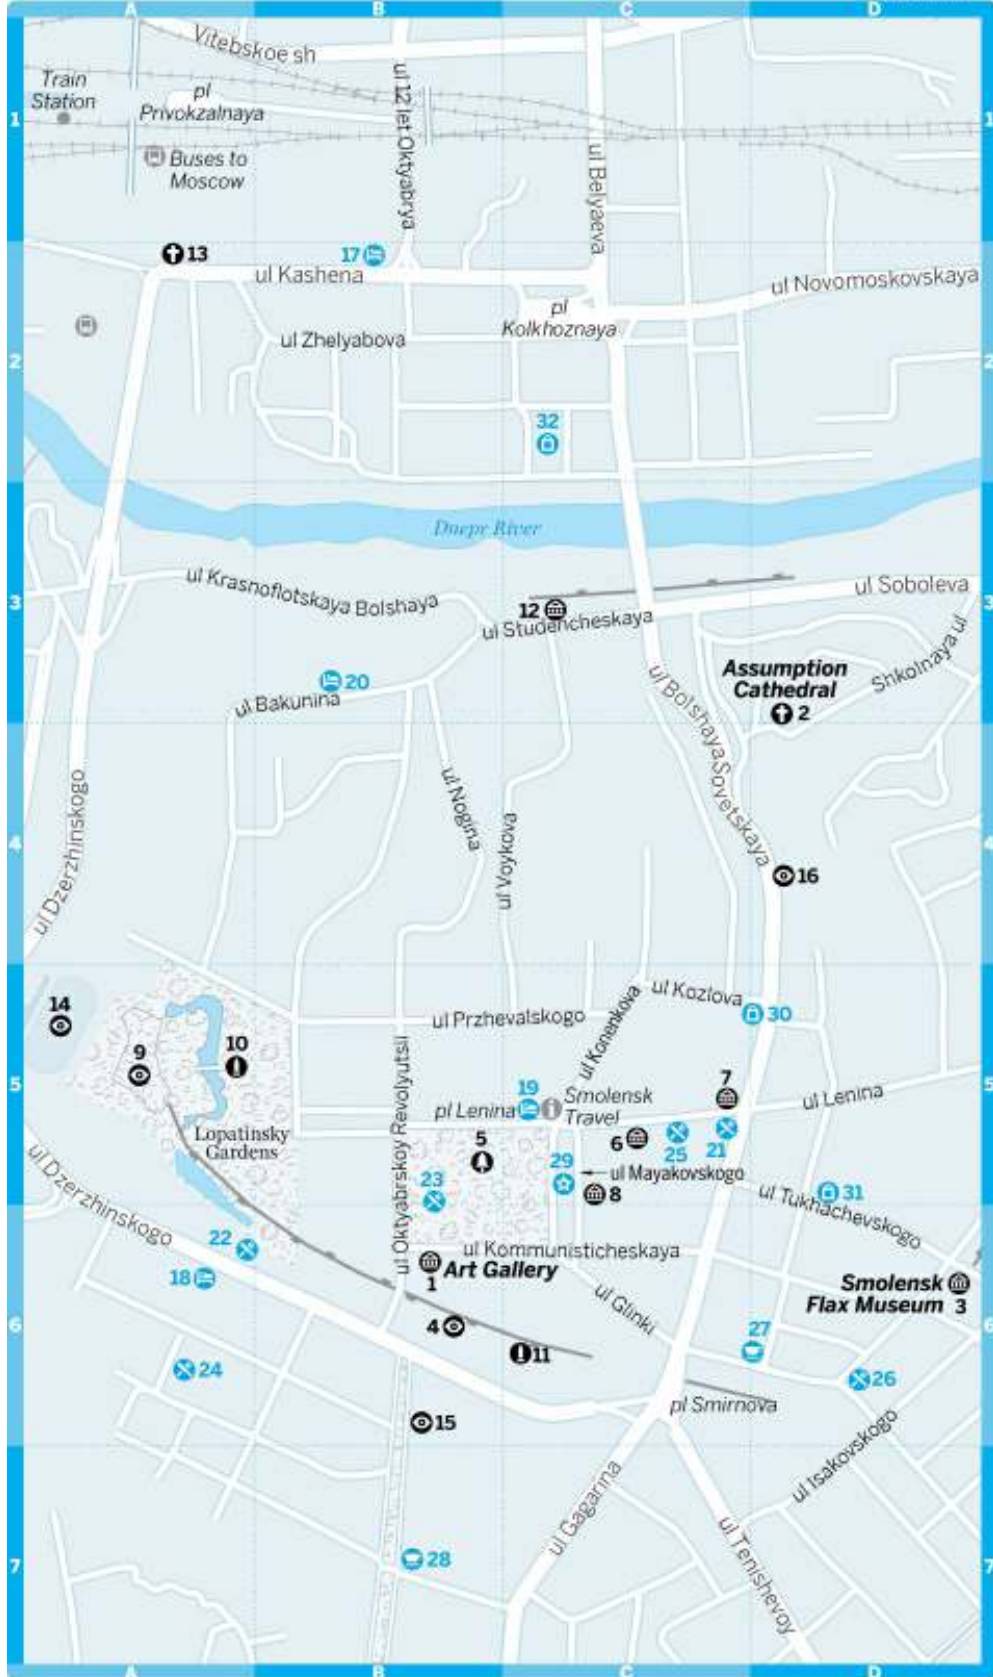 A B C D
Vitebskoe sh
Train
Station
pl
Privokzalnaya
ul 12 let Oktyabrya
1 1
Buses to
Moscow
ul Belyaeva
13
17
ul Kashena
ul Novomoskovskaya
pl
Kolkhoznaya
ul Zhelyabova
2 2
32
Dnepr River
ul Krasnoflotskaya Bolshaya
ul Soboleva
3 3
12
ul Studencheskaya
Shkolnaya ul
Assumption
Cathedral
2
20
ul Bakunina
ul Bolshaya Sovetskaya
ul Nogina
ul Voykova
4 4
16
ul Dzerzhinskogo
14
ul Kozlova
30
ul Przhevalskogo
ul Konenkova
9
10
5 5
7
19
Smolensk
Travel
pl Lenina
ul Lenina
ul Oktyabrskoy Revolyutsii
Lopatinsky
Gardens
5
6
25
21
29
ul Mayakovskogo
8
23
31
ul Tukhachevskogo
ul Dzerzhinskogo
22
ul Kommunisticheskaya
18
1
Art Gallery
Smolensk
Flax Museum 3
ul Glinki
4
6 6
11
27
24
26
pl Smirnova
15
ul Isakovskogo
ul Gagarina
ul Tenishevoy
28
7 7
A B C D